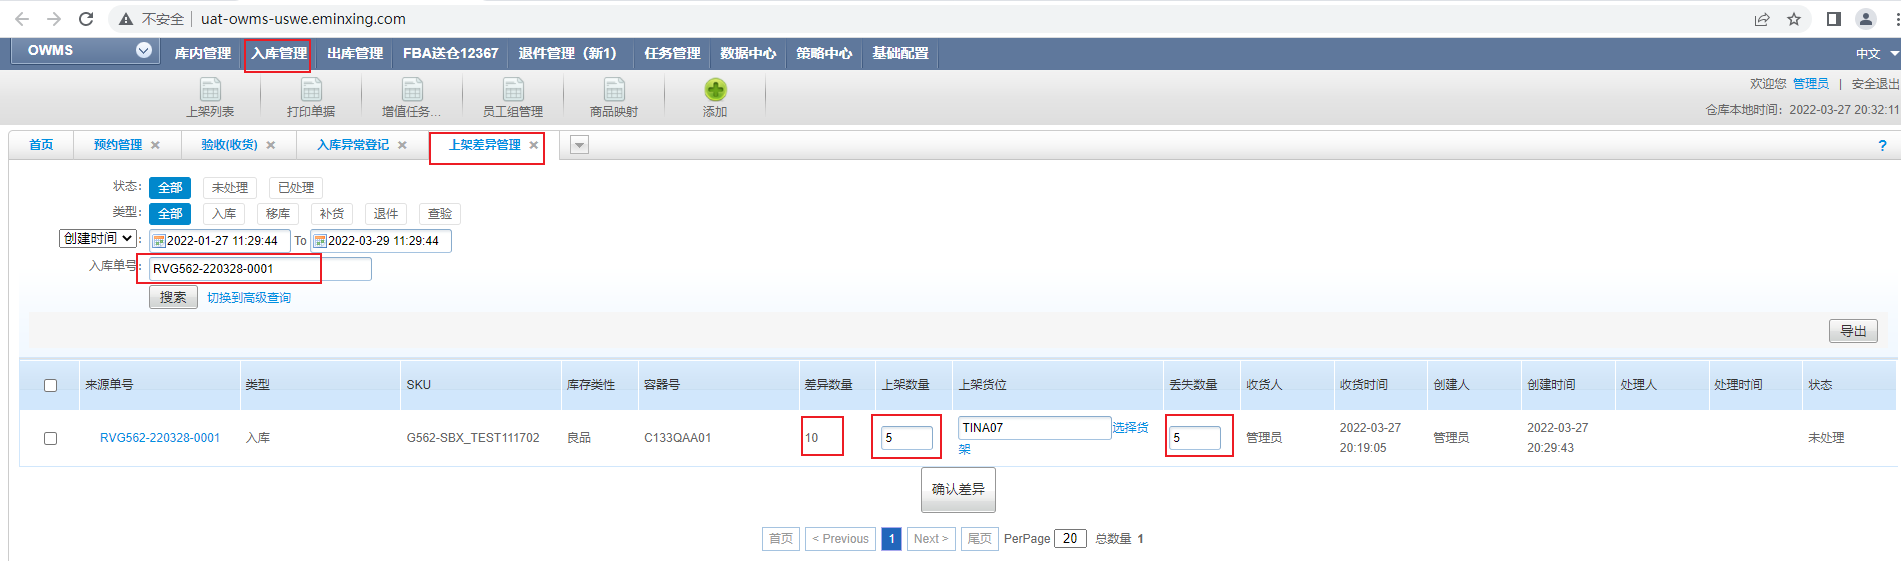 不安全 | uat-owms-uswe.eminxing.com
OWMS 库内管理 入库管理 出库管理 FBA送仓12367 退件管理（新1） 任务管理 数据中心 策略中心 基础配置 中文
上架列表 打印单据 增值任务... 员工组管理 商品映射 添加
欢迎您 管理员 | 安全退出
仓库本地时间：2022-03-27 20:32:11
首页 预约管理 验收(收货) 入库异常登记 上架差异管理 ?
状态： 全部 未处理 已处理
类型： 全部 入库 移库 补货 退件 查验
创建时间 : 2022-01-27 11:29:44 To 2022-03-29 11:29:44
入库单号： RVG562-220328-0001
搜索 切换到高级查询
导出
来源单号 类型 SKU 库存类性 容器号 差异数量 上架数量 上架货位 丢失数量 收货人 收货时间 创建人 创建时间 处理人 处理时间 状态
RVG562-220328-0001 入库 G562-SBX_TEST111702 良品 C133QAA01 10 5 TINA07 选择货架 5 管理员 2022-03-27 20:19:05 管理员 2022-03-27 20:29:43 未处理
确认差异
首页 < Previous 1 Next > 尾页 PerPage 20 总数量 1